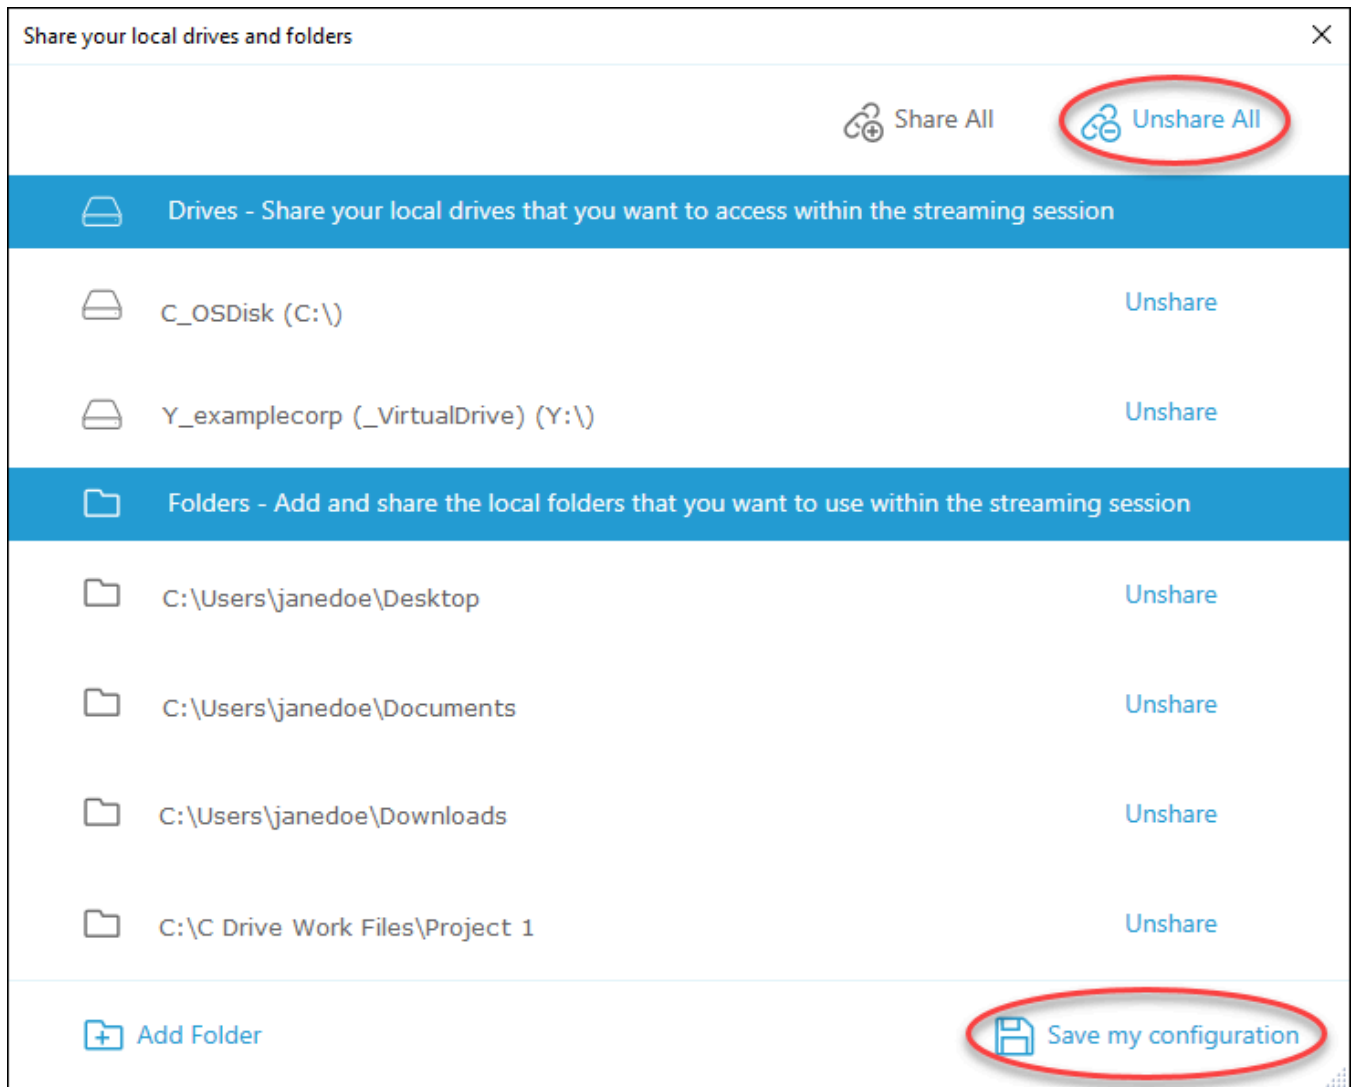 Share your local drives and folders
Share All
Unshare All
Drives - Share your local drives that you want to access within the streaming session
C_OSDisk (C:\)
Unshare
Y_examplecorp (_VirtualDrive) (Y:\)
Unshare
Folders - Add and share the local folders that you want to use within the streaming session
C:\Users\janedoe\Desktop
Unshare
C:\Users\janedoe\Documents
Unshare
C:\Users\janedoe\Downloads
Unshare
C:\C Drive Work Files\Project 1
Unshare
Add Folder
Save my configuration